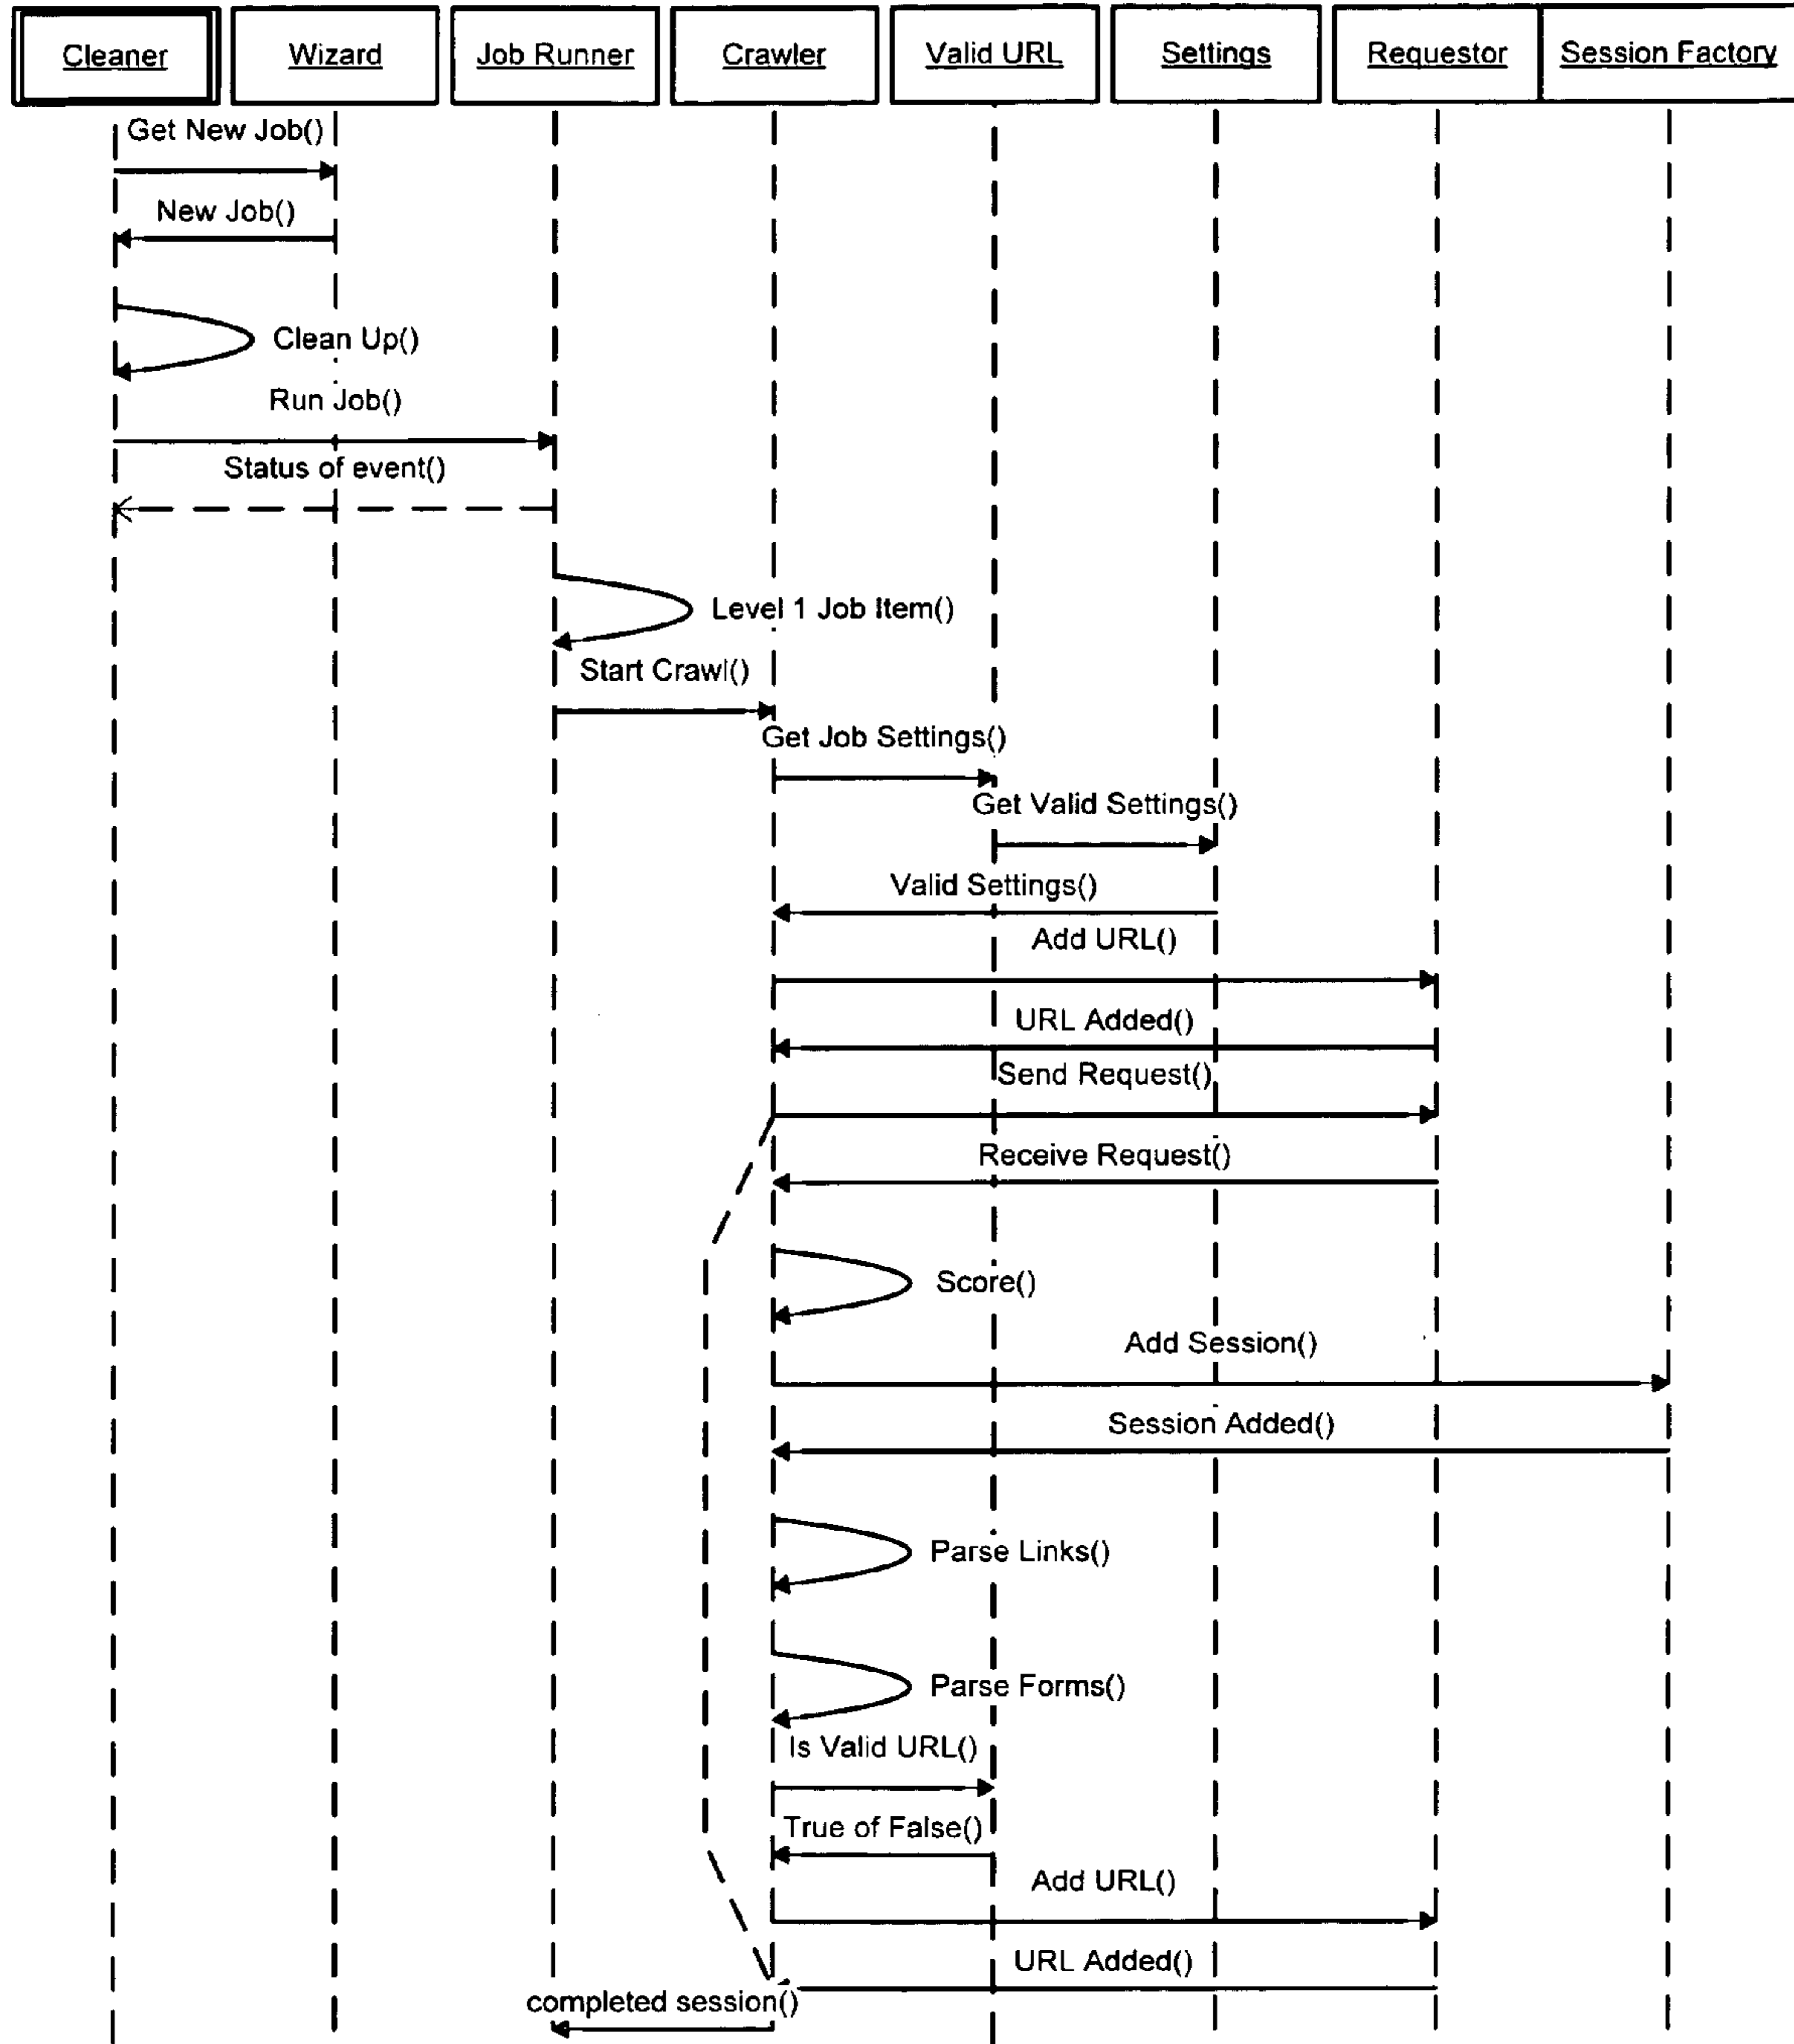 Cleaner
Wizard
Job Runner
Crawler
Valid URL
Settings
Requestor
Session Factory
Get New Job()
New Job()
Clean Up()
Run Job()
Status of event()
Level 1 Job Item()
Start Crawl()
Get Job Settings()
Get Valid Settings()
Valid Settings()
Add URL()
URL Added()
Send Request()
Receive Request()
Score()
Add Session()
Session Added()
Parse Links()
Parse Forms()
Is Valid URL()
True of False()
Add URL()
URL Added()
completed session()